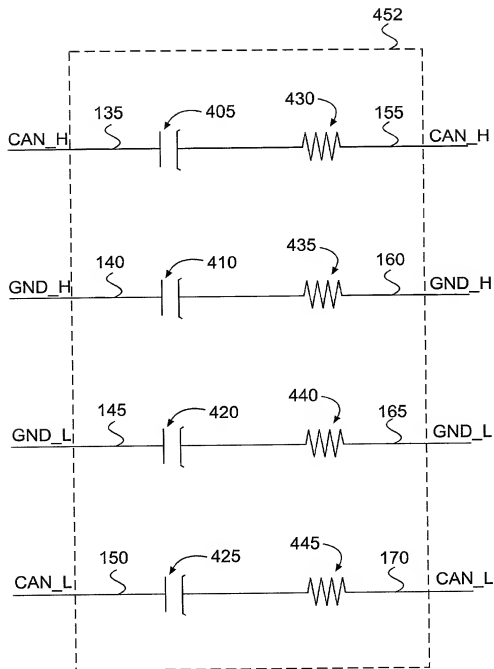 452
135 405 430 155
CAN_H CAN_H
140 410 435 160
GND_H GND_H
145 420 440 165
GND_L GND_L
150 425 445 170
CAN_L CAN_L